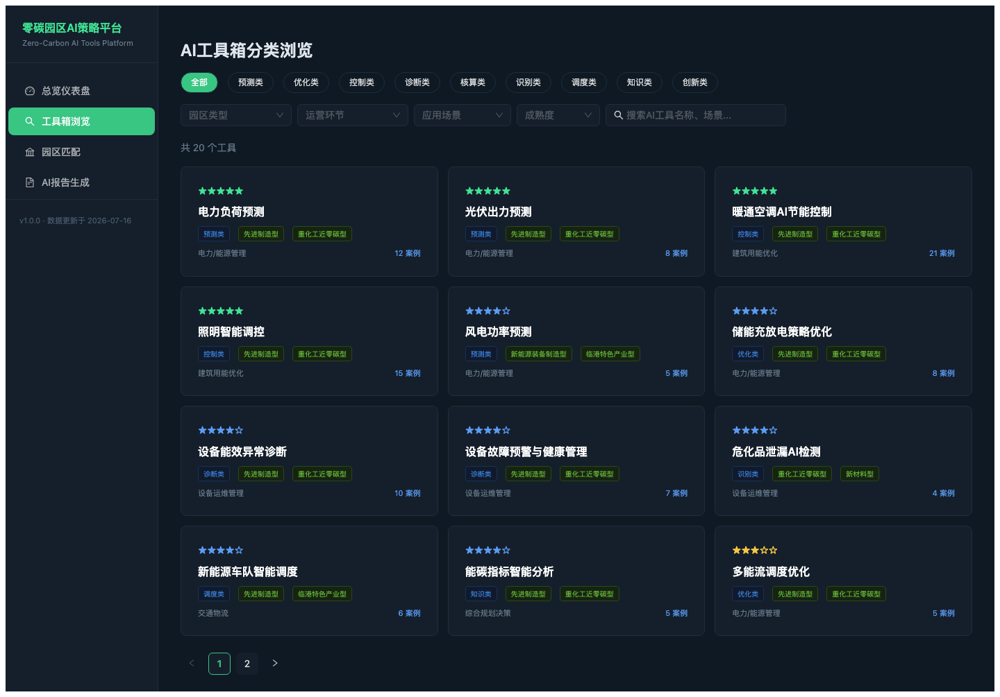 零碳园区AI策略平台
Zero-Carbon AI Tools Platform
总览仪表盘
工具箱浏览
园区匹配
AI报告生成
v1.0.0 · 数据更新于 2026-07-16
AI工具箱分类浏览
全部 预测类 优化类 控制类 诊断类 核算类 识别类 调度类 知识类 创新类
园区类型 运营环节 应用场景 成熟度 搜索AI工具名称、场景...
共 20 个工具
★★★★★
电力负荷预测
预测类 先进制造型 重化工近零碳型
电力/能源管理 12 案例
★★★★★
光伏出力预测
预测类 先进制造型 重化工近零碳型
电力/能源管理 8 案例
★★★★★
暖通空调AI节能控制
控制类 先进制造型 重化工近零碳型
建筑用能优化 21 案例
★★★★★
照明智能调控
控制类 先进制造型 重化工近零碳型
建筑用能优化 15 案例
★★★★☆
风电功率预测
预测类 新能源装备制造型 临港特色产业型
电力/能源管理 5 案例
★★★★☆
储能充放电策略优化
优化类 先进制造型 重化工近零碳型
电力/能源管理 8 案例
★★★★☆
设备能效异常诊断
诊断类 先进制造型 重化工近零碳型
设备运维管理 10 案例
★★★★☆
设备故障预警与健康管理
诊断类 先进制造型 重化工近零碳型
设备运维管理 7 案例
★★★★☆
危化品泄漏AI检测
识别类 重化工近零碳型 新材料型
设备运维管理 4 案例
★★★★☆
新能源车队智能调度
调度类 先进制造型 临港特色产业型
交通物流 6 案例
★★★★☆
能碳指标智能分析
知识类 先进制造型 重化工近零碳型
综合规划决策 5 案例
★★★☆☆
多能流调度优化
优化类 先进制造型 重化工近零碳型
电力/能源管理 5 案例
1 2